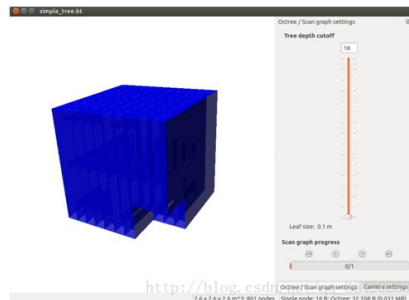 simple_tree.bt
Octree / Scan graph settings
Tree depth cutoff
16
Leaf size: 0.1 m
Scan graph progress
0/1
Octree / Scan graph settings Camera settings
http://blog.csdn
2.6 x 2.6 x 2.6 m^3; 801 nodes Single node: 16 B; Octree: 32.208 B (0.031 MB)